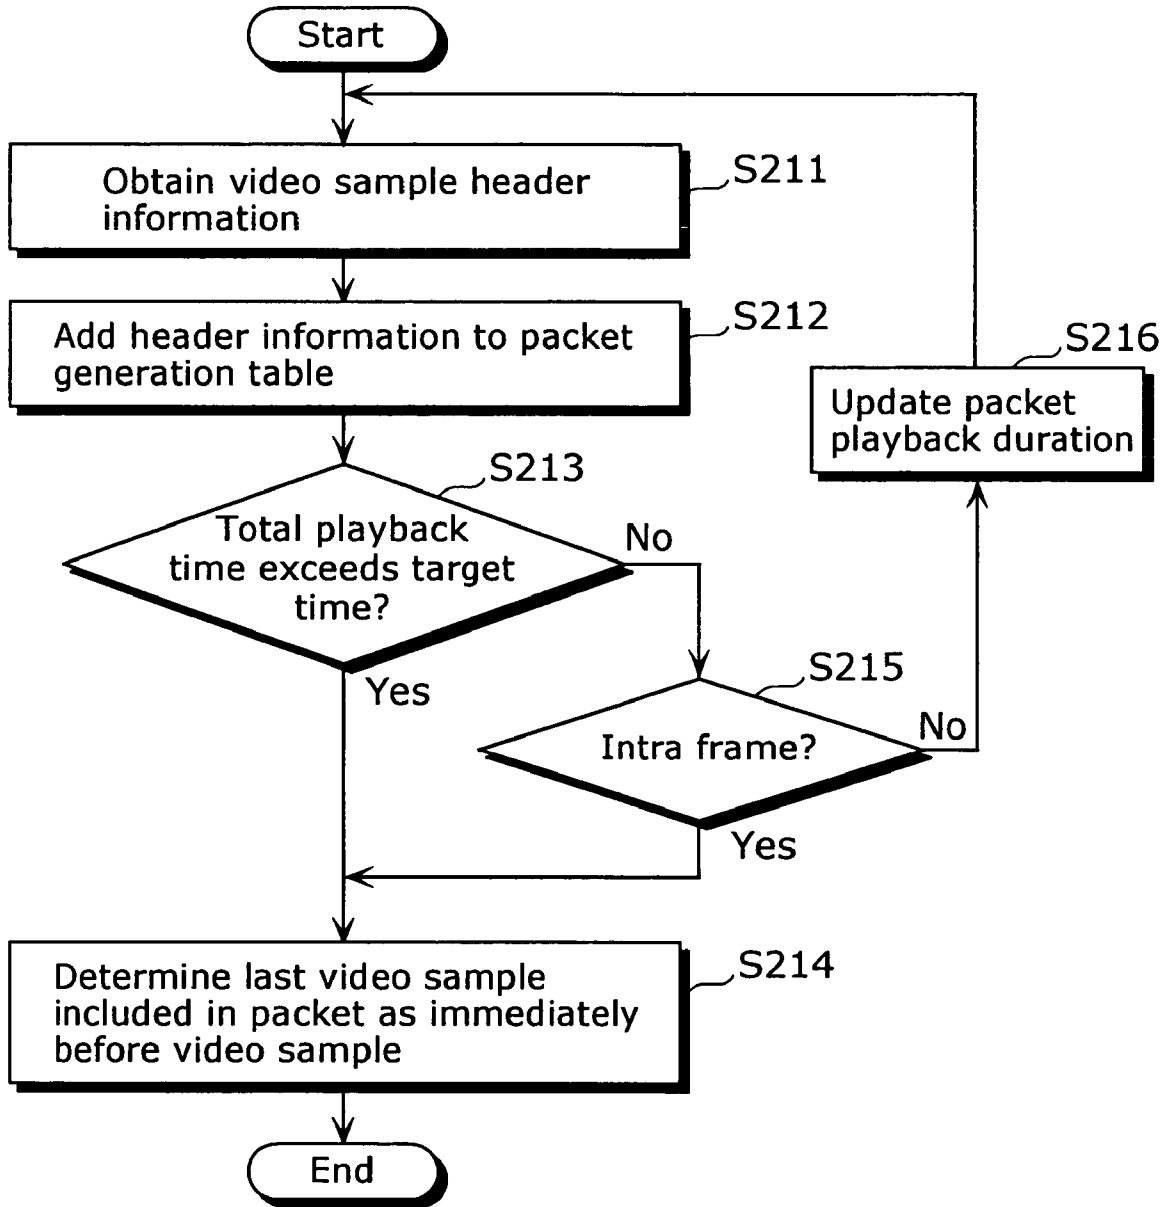 Start
Obtain video sample header
information
S211
Add header information to packet
generation table
S212
S216
Update packet
playback duration
S213
Total playback
time exceeds target
time?
No
Yes
S215
Intra frame?
No
Yes
S214
Determine last video sample
included in packet as immediately
before video sample
End